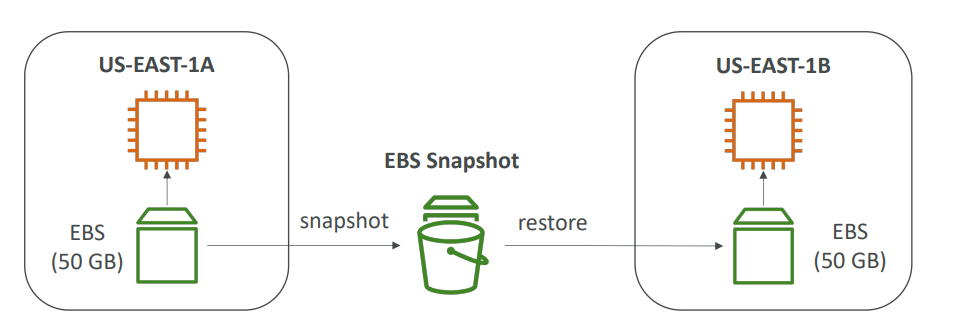 US-EAST-1A
US-EAST-1B
EBS Snapshot
snapshot
restore
EBS
(50 GB)
EBS
(50 GB)